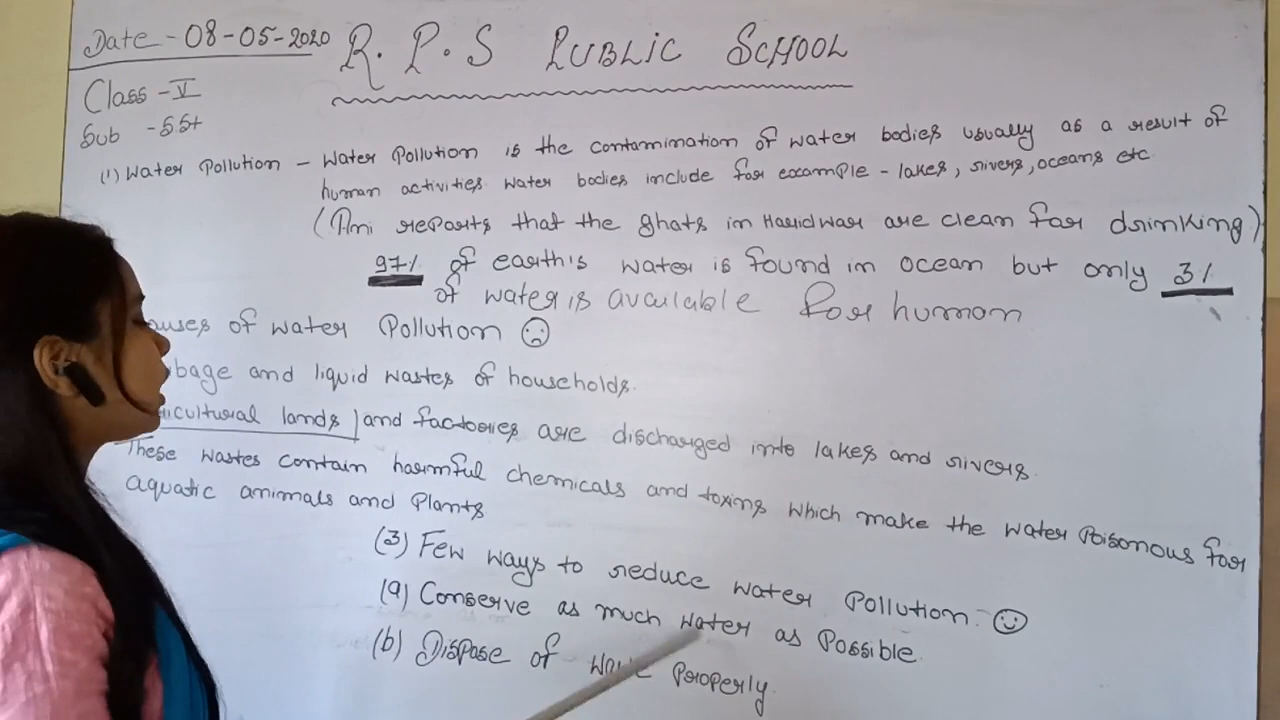 Date - 08-05-2020
R. P. S PUBLIC SCHOOL
Class - V
Sub - S.St
(1) Water Pollution - Water Pollution is the contamination of water bodies usually as a result of
human activities. Water bodies include for example - lakes, rivers, oceans etc
reports that the ghats in Haridwar are clean for drinking)
97% of earth's water is found in ocean but only 3%
of water is available for human
auses of water Pollution
bage and liquid wastes of households.
icultural lands and factories are discharged into lakes and rivers.
These wastes contain harmful chemicals and toxins which make the water Poisonous for
aquatic animals and Plants
(3) Few ways to reduce water Pollution.
(a) Conserve as much water as Possible.
(b) Dispose of Properly